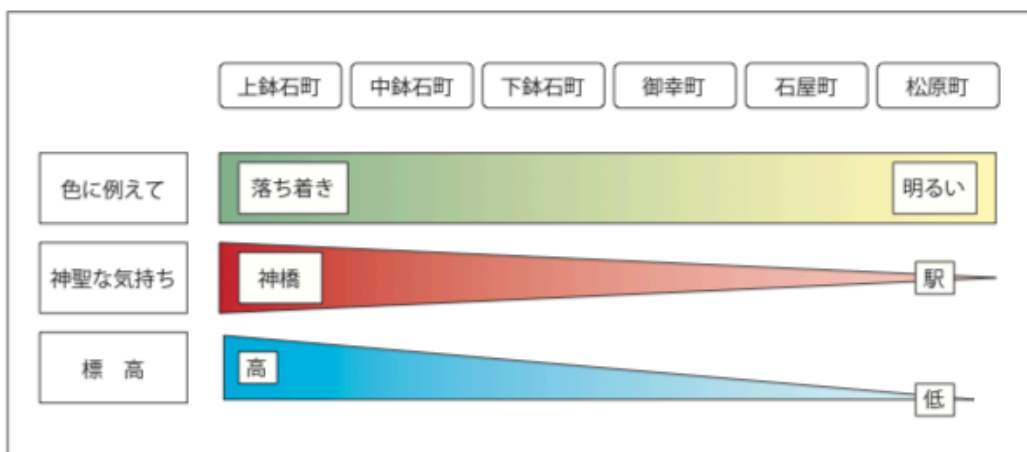 上鉢石町 中鉢石町 下鉢石町 御幸町 石屋町 松原町
色に例えて 落ち着き 明るい
神聖な気持ち 神橋 駅
標 高 高 低